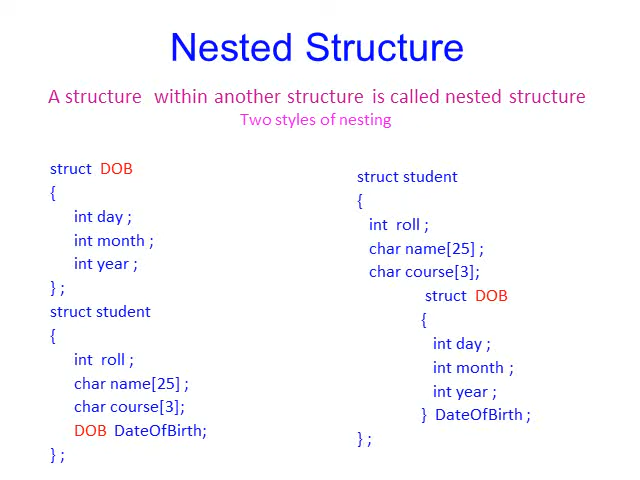 Nested Structure
A structure within another structure is called nested structure
Two styles of nesting
struct DOB
{
int day ;
int month ;
int year ;
} ;
struct student
{
int roll ;
char name[25] ;
char course[3];
DOB DateOfBirth;
} ;
struct student
{
int roll ;
char name[25] ;
char course[3];
struct DOB
{
int day ;
int month ;
int year ;
} DateOfBirth ;
} ;